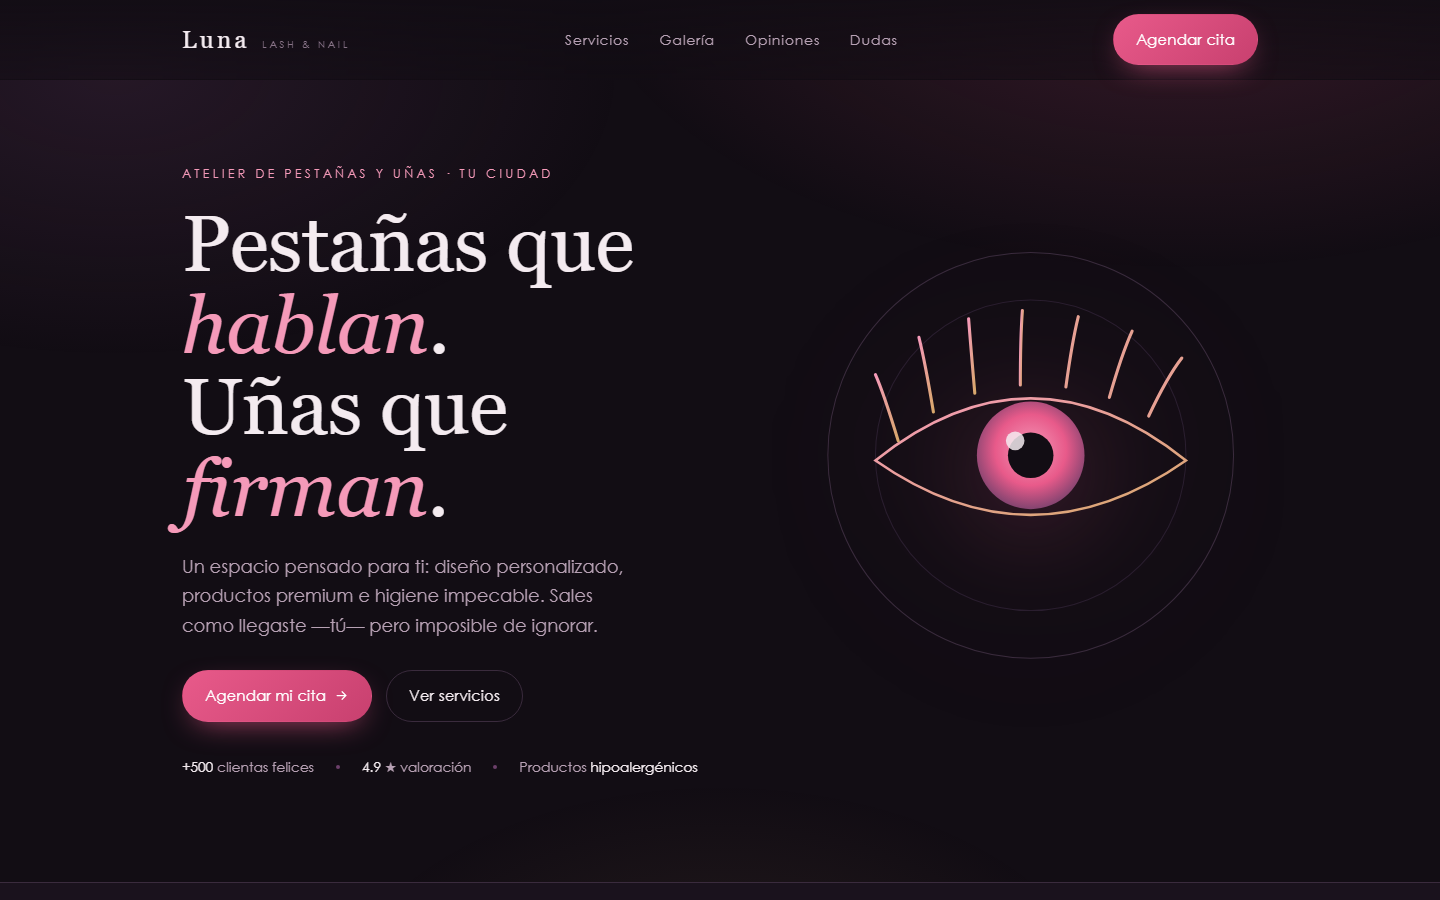 Luna LASH & NAIL
Servicios Galería Opiniones Dudas
Agendar cita
ATELIER DE PESTAÑAS Y UÑAS · TU CIUDAD
Pestañas que
hablan.
Uñas que
firman.
Un espacio pensado para ti: diseño personalizado,
productos premium e higiene impecable. Sales
como llegaste —tú— pero imposible de ignorar.
Agendar mi cita →
Ver servicios
+500 clientas felices • 4.9 ★ valoración • Productos hipoalergénicos